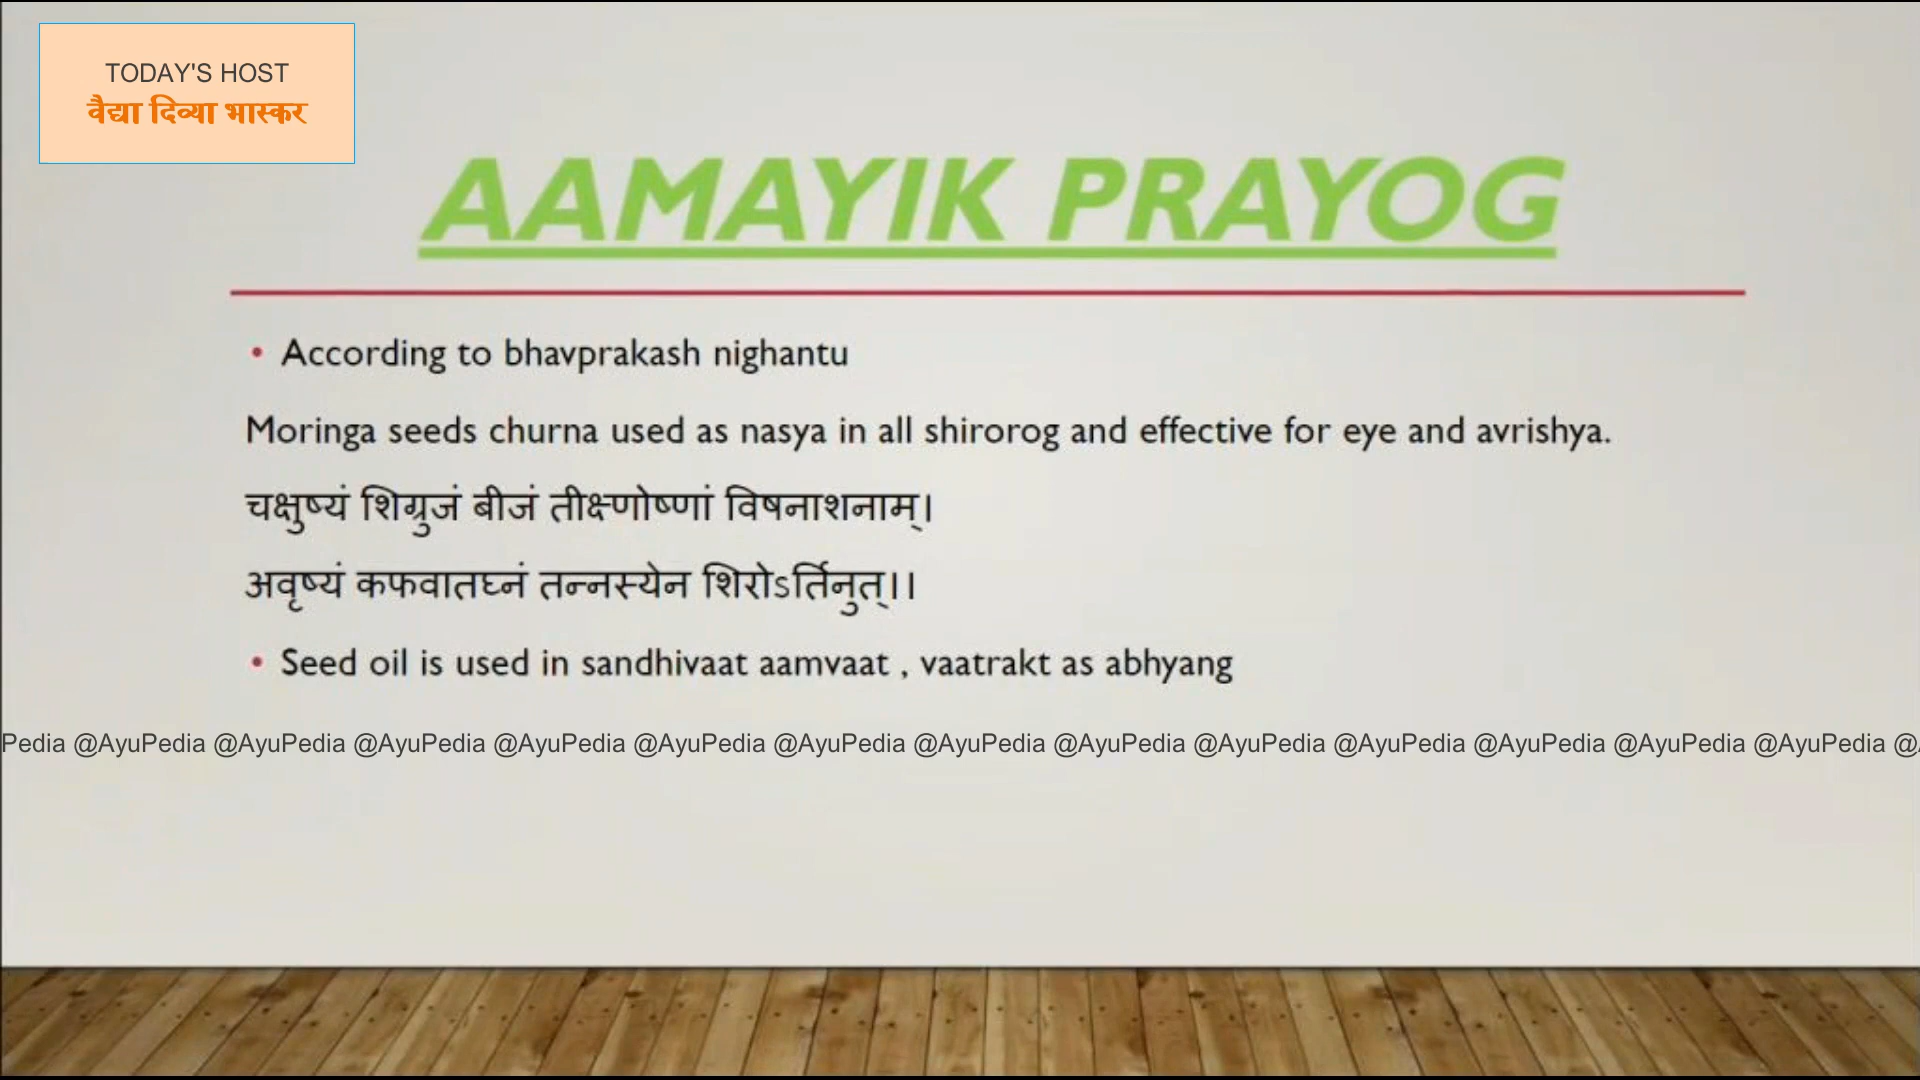 TODAY'S HOST
वैद्या दिव्या भास्कर
AAMAYIK PRAYOG
• According to bhavprakash nighantu
Moringa seeds churna used as nasya in all shirorog and effective for eye and avrishya.
चक्षुष्यं शिग्रुजं बीजं तीक्ष्णोष्णां विषनाशनाम्।
अवृष्यं कफवातघ्नं तन्नस्येन शिरोऽर्तिनुत्।।
• Seed oil is used in sandhivaat aamvaat , vaatrakt as abhyang
Pedia @AyuPedia @AyuPedia @AyuPedia @AyuPedia @AyuPedia @AyuPedia @AyuPedia @AyuPedia @AyuPedia @AyuPedia @AyuPedia @AyuPedia @AyuPedia @